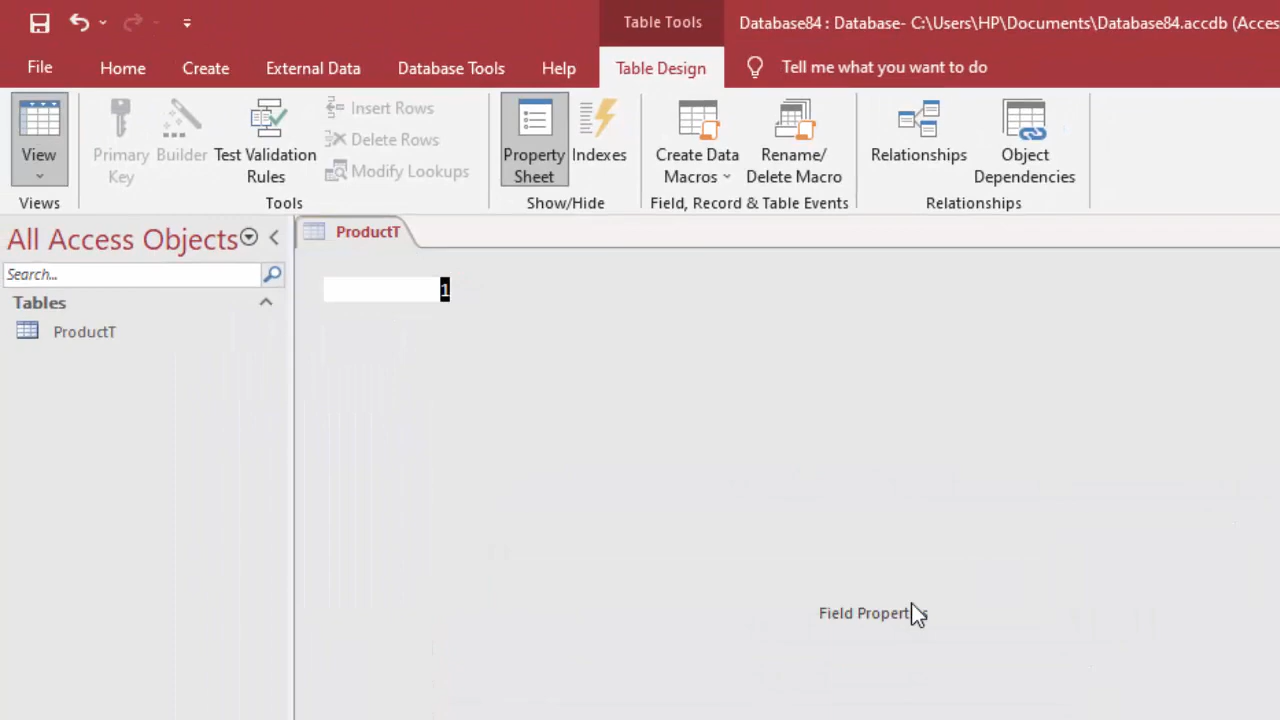 Table Tools
Database84 : Database- C:\Users\HP\Documents\Database84.accdb (Acces
File
Home
Create
External Data
Database Tools
Help
Table Design
Tell me what you want to do
View
Primary
Key
Builder
Test Validation
Rules
Insert Rows
Delete Rows
Modify Lookups
Property
Sheet
Indexes
Create Data
Macros
Rename/
Delete Macro
Relationships
Object
Dependencies
Views
Tools
Show/Hide
Field, Record & Table Events
Relationships
All Access Objects
Search...
Tables
ProductT
ProductT
1
Field Properties